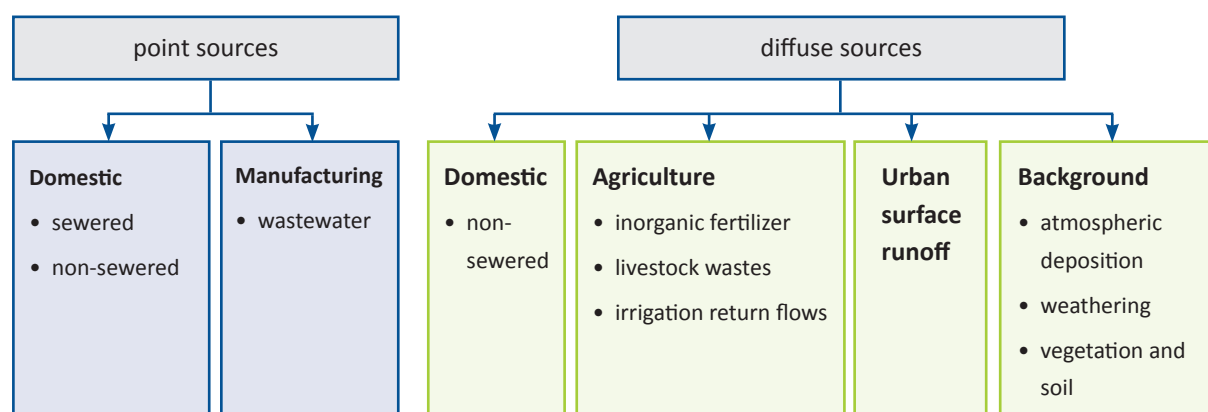 point sources
diffuse sources
Domestic
• sewered
• non-sewered
Manufacturing
• wastewater
Domestic
• non-
sewered
Agriculture
• inorganic fertilizer
• livestock wastes
• irrigation return flows
Urban
surface
runoff
Background
• atmospheric
deposition
• weathering
• vegetation and
soil